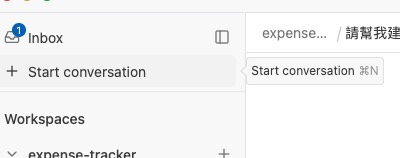 1
Inbox
expense... / 請幫我建
Start conversation
Start conversation ⌘N
Workspaces
expense-tracker